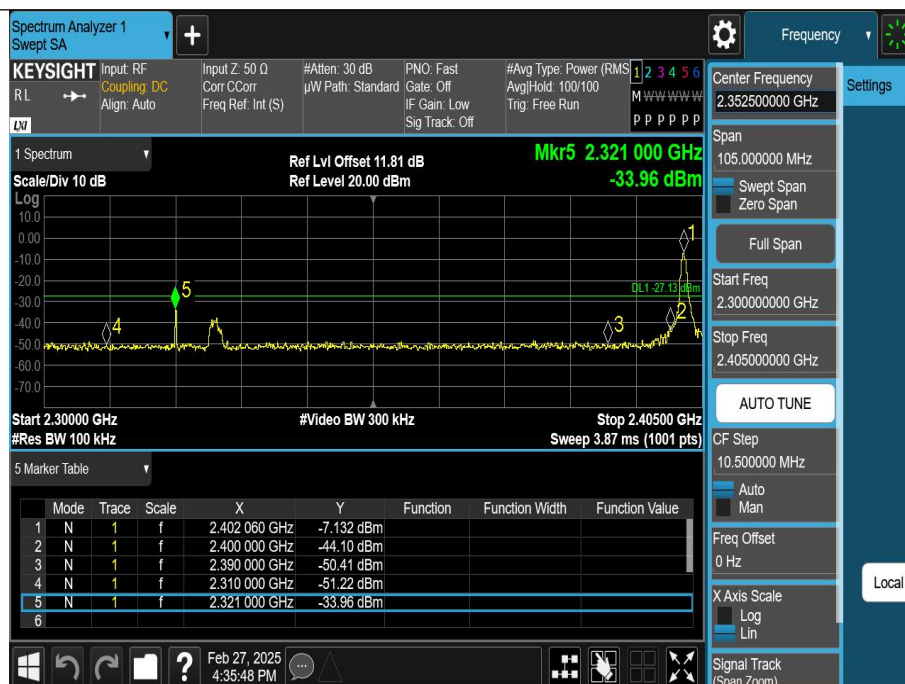 Spectrum Analyzer 1
Swept SA
+
Frequency
KEYSIGHT
RL
LXI
Input: RF
Coupling: DC
Align: Auto
Input Z: 50 Ω
Corr CCorr
Freq Ref: Int (S)
#Atten: 30 dB
µW Path: Standard
PNO: Fast
Gate: Off
IF Gain: Low
Sig Track: Off
#Avg Type: Power (RMS
Avg|Hold: 100/100
Trig: Free Run
1 2 3 4 5 6
M W W W W W
P P P P P P
1 Spectrum
Scale/Div 10 dB
Ref Lvl Offset 11.81 dB
Ref Level 20.00 dBm
Mkr5 2.321 000 GHz
-33.96 dBm
Log
10.0
0.00
-10.0
-20.0
-30.0
-40.0
-50.0
-60.0
-70.0
1
DL1 -27.13 dBm
5
4
3
2
Start 2.30000 GHz
#Res BW 100 kHz
#Video BW 300 kHz
Stop 2.40500 GHz
Sweep 3.87 ms (1001 pts)
5 Marker Table
Mode Trace Scale X Y Function Function Width Function Value
1 N 1 f 2.402 060 GHz -7.132 dBm
2 N 1 f 2.400 000 GHz -44.10 dBm
3 N 1 f 2.390 000 GHz -50.41 dBm
4 N 1 f 2.310 000 GHz -51.22 dBm
5 N 1 f 2.321 000 GHz -33.96 dBm
6
?
Feb 27, 2025
4:35:48 PM
Center Frequency
2.352500000 GHz
Span
105.000000 MHz
Swept Span
Zero Span
Full Span
Start Freq
2.300000000 GHz
Stop Freq
2.405000000 GHz
AUTO TUNE
CF Step
10.500000 MHz
Auto
Man
Freq Offset
0 Hz
X Axis Scale
Log
Lin
Signal Track
(Span Zoom)
Settings
Local